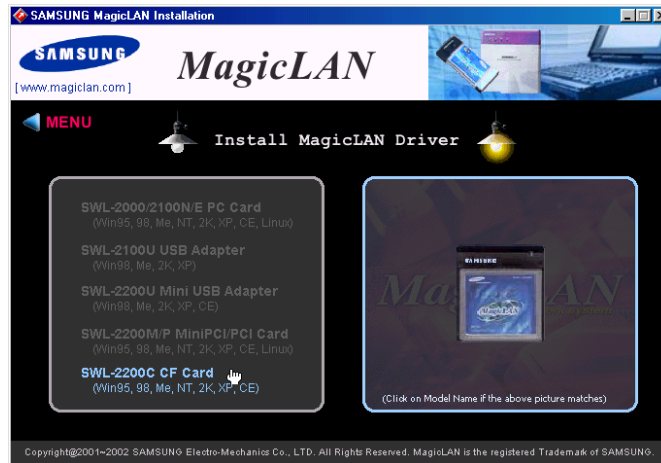 SAMSUNG MagicLAN Installation
SAMSUNG
MagicLAN
[ www.magiclan.com ]
MENU
Install MagicLAN Driver
SWL-2000/2100N/E PC Card
(Win95, 98, Me, NT, 2K, XP, CE, Linux)
SWL-2100U USB Adapter
(Win98, Me, 2K, XP)
SWL-2200U Mini USB Adapter
(Win98, Me, 2K, XP, CE)
SWL-2200M/P MiniPCI/PCI Card
(Win95, 98, Me, NT, 2K, XP, CE, Linux)
SWL-2200C CF Card
(Win95, 98, Me, NT, 2K, XP, CE)
MagicLAN
(Click on Model Name if the above picture matches)
Copyright@2001~2002 SAMSUNG Electro-Mechanics Co., LTD. All Rights Reserved. MagicLAN is the registered Trademark of SAMSUNG.